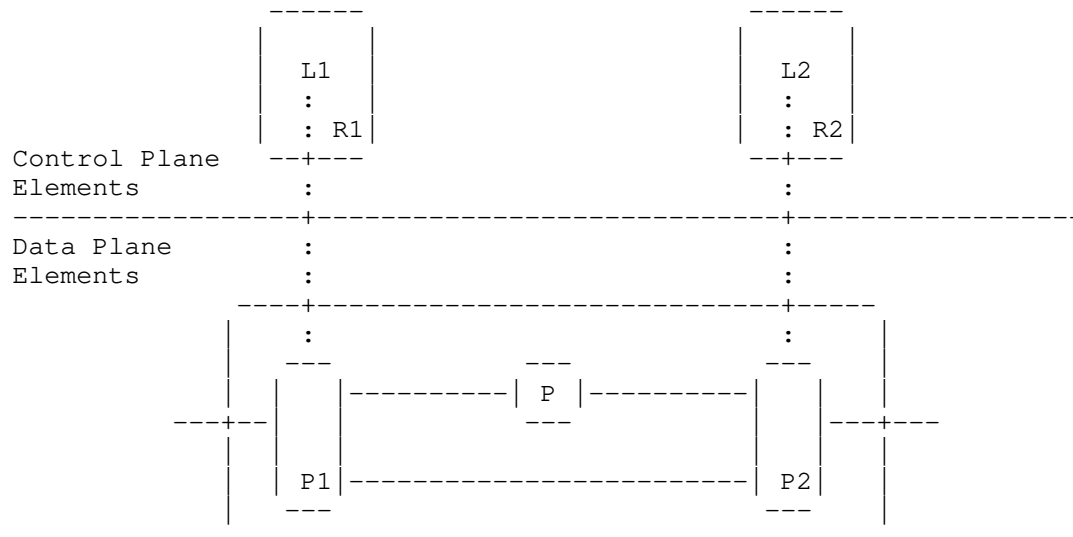 L1 L2
: :
: R1 : R2
Control Plane
Elements : :
Data Plane : :
Elements : :
: :
P
P1 P2